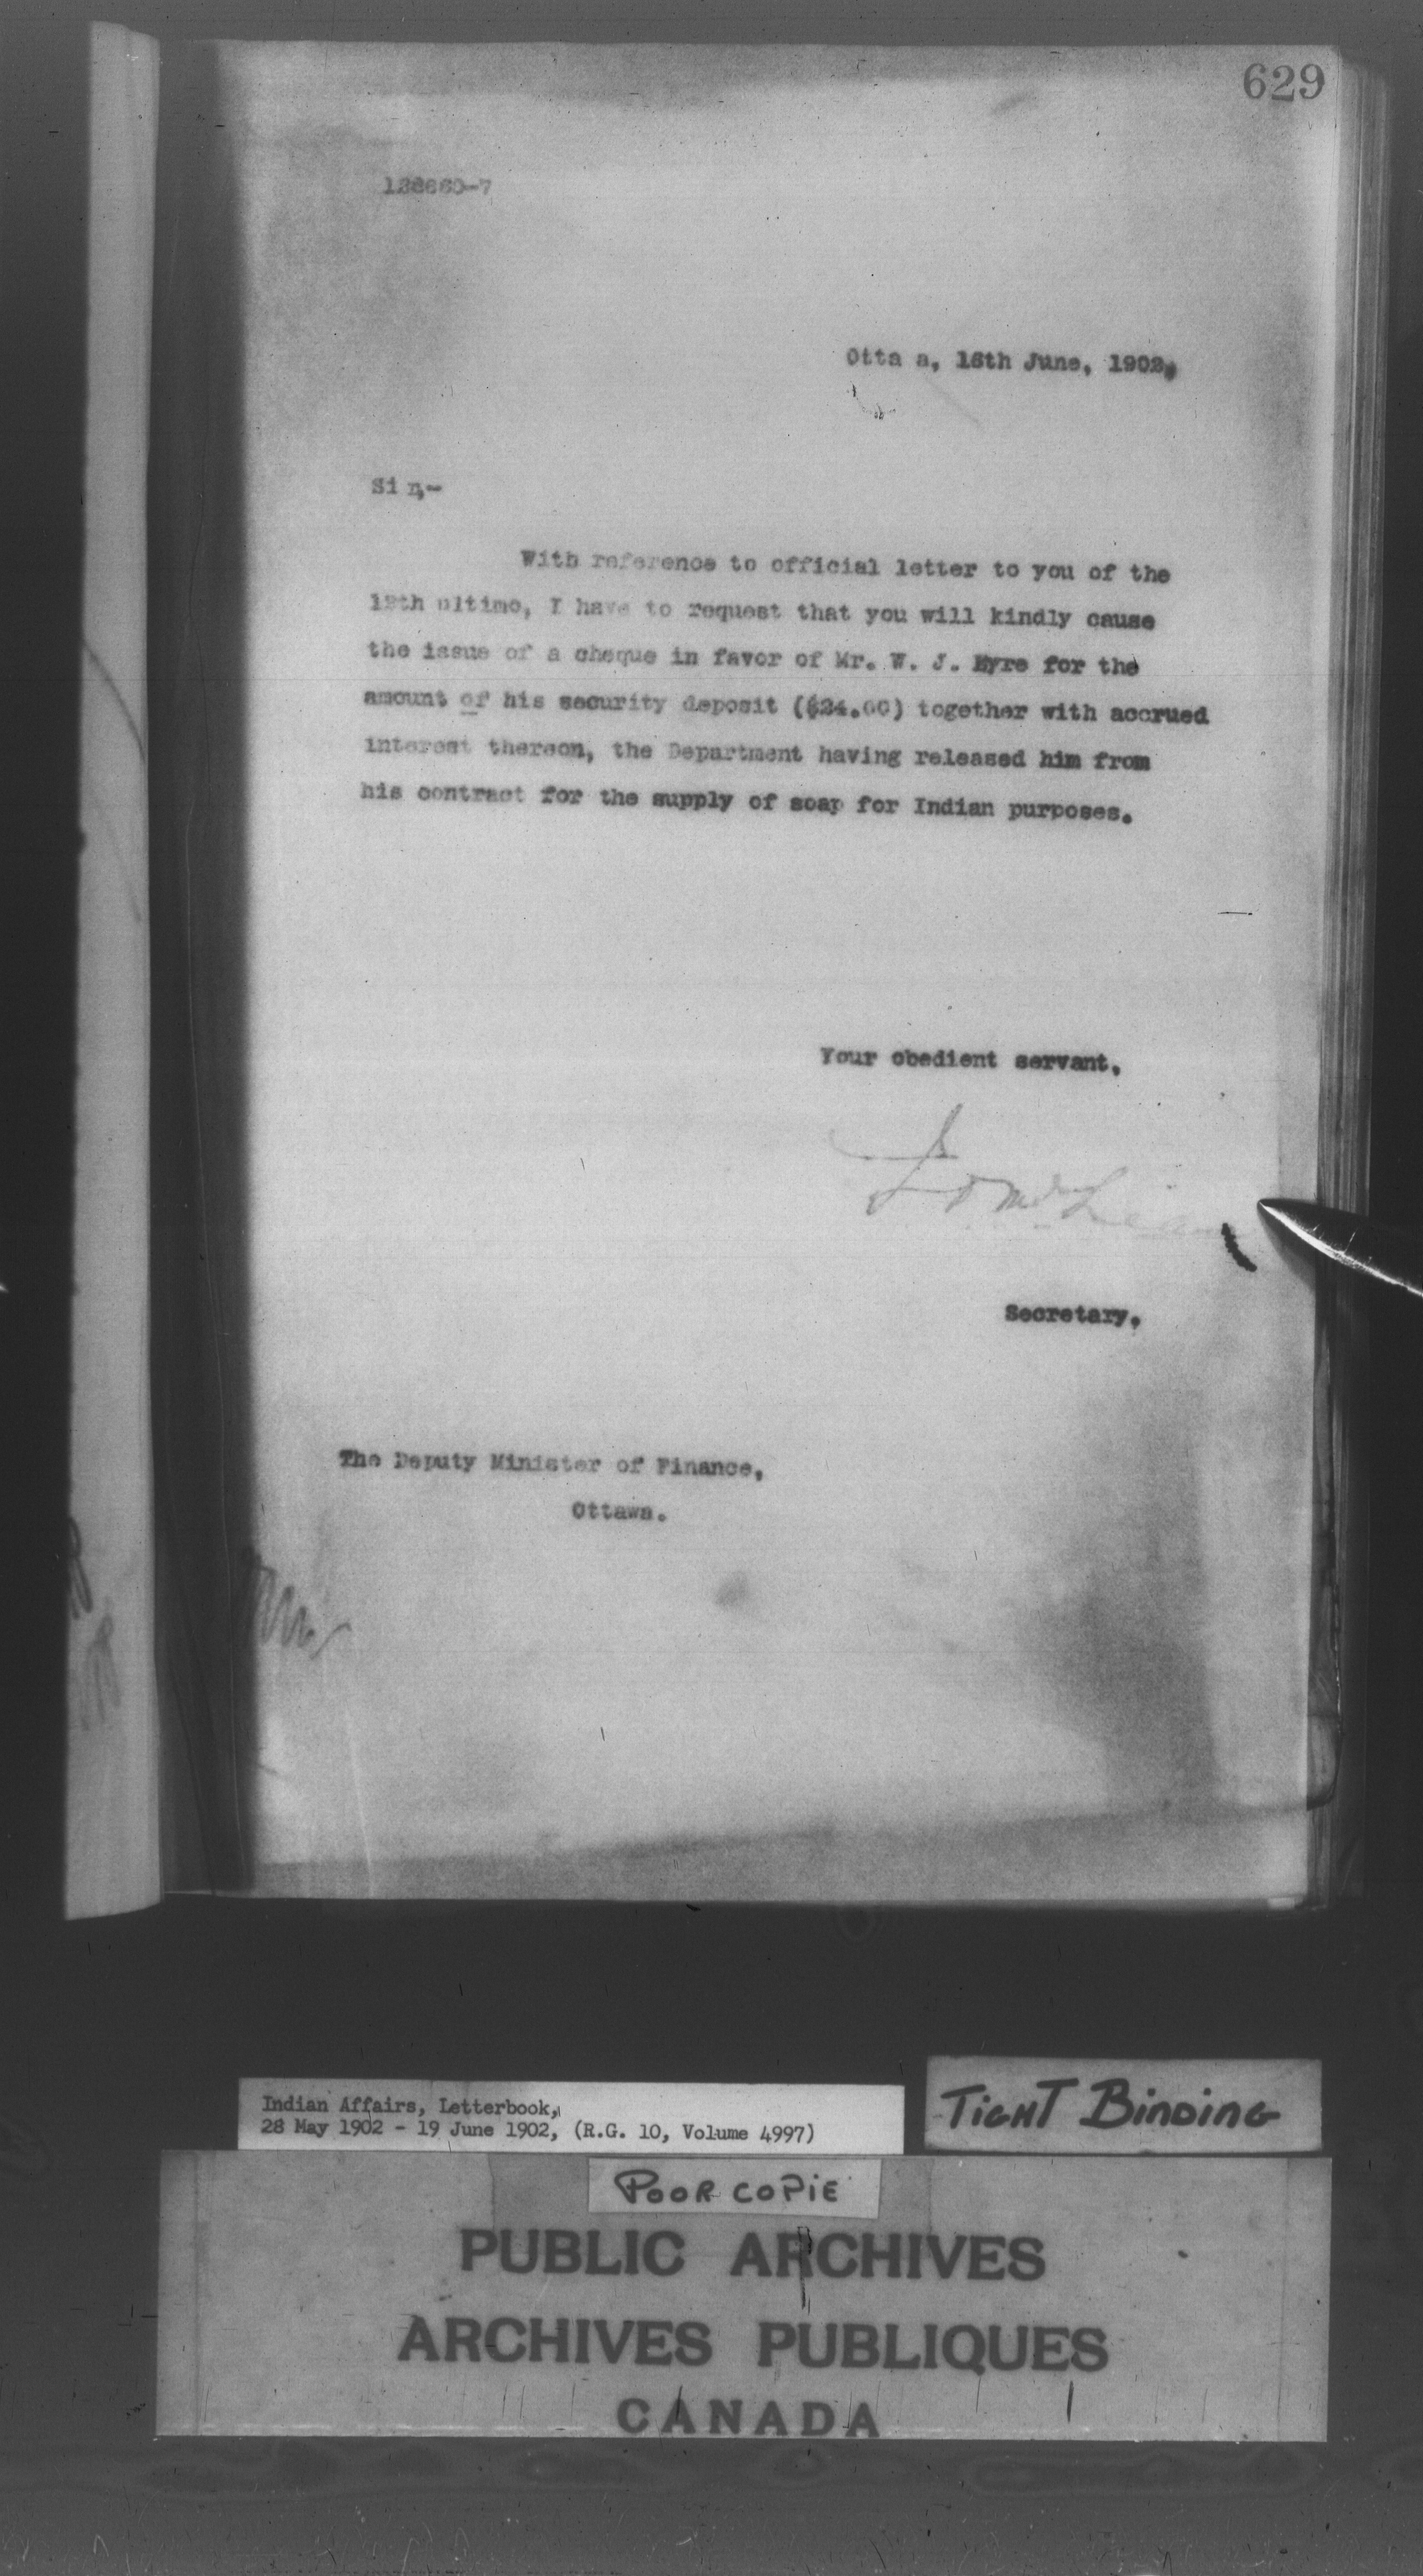 629
Otta a, 16th June, 1902,
Sir,-
With reference to official letter to you of the
12th ultimo, I have to request that you will kindly cause
the issue of a cheque in favor of Mr. W. J. Eyre for the
amount of his security deposit ($24.00) together with accrued
interest thereon, the Department having released him from
his contract for the supply of soap for Indian purposes.
Your obedient servant,
Secretary.
The Deputy Minister of Finance,
Ottawa.
Indian Affairs, Letterbook,
28 May 1902 - 19 June 1902, (R.G. 10, Volume 4997)
TIGHT BINDING
POOR COPIE
PUBLIC ARCHIVES
ARCHIVES PUBLIQUES
CANADA